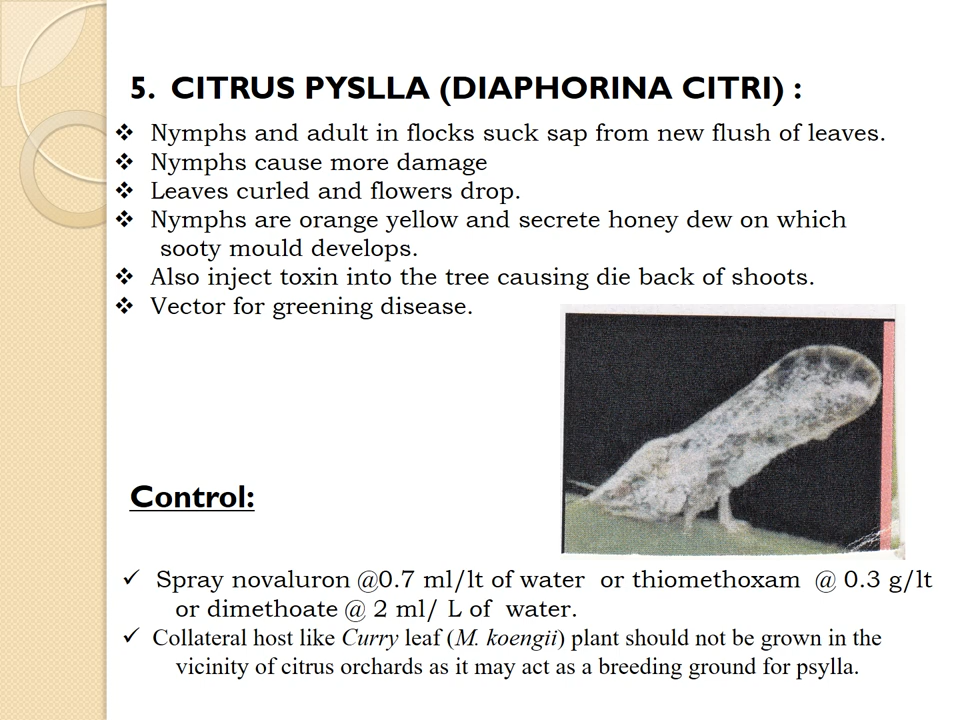 5. CITRUS PYSLLA (DIAPHORINA CITRI) :
❖ Nymphs and adult in flocks suck sap from new flush of leaves.
❖ Nymphs cause more damage
❖ Leaves curled and flowers drop.
❖ Nymphs are orange yellow and secrete honey dew on which
sooty mould develops.
❖ Also inject toxin into the tree causing die back of shoots.
❖ Vector for greening disease.
Control:
✓ Spray novaluron @0.7 ml/lt of water or thiomethoxam @ 0.3 g/lt
or dimethoate @ 2 ml/ L of water.
✓ Collateral host like Curry leaf (M. koengii) plant should not be grown in the
vicinity of citrus orchards as it may act as a breeding ground for psylla.